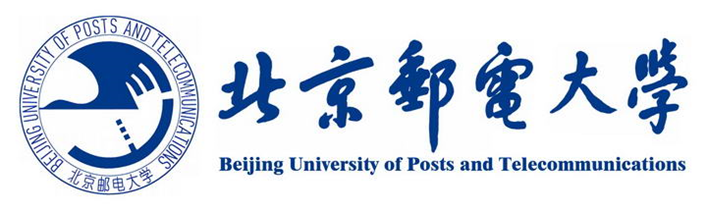 BEIJING UNIVERSITY OF POSTS AND TELECOMMUNICATIONS
北京邮电大学
北京郵電大學
Beijing University of Posts and Telecommunications